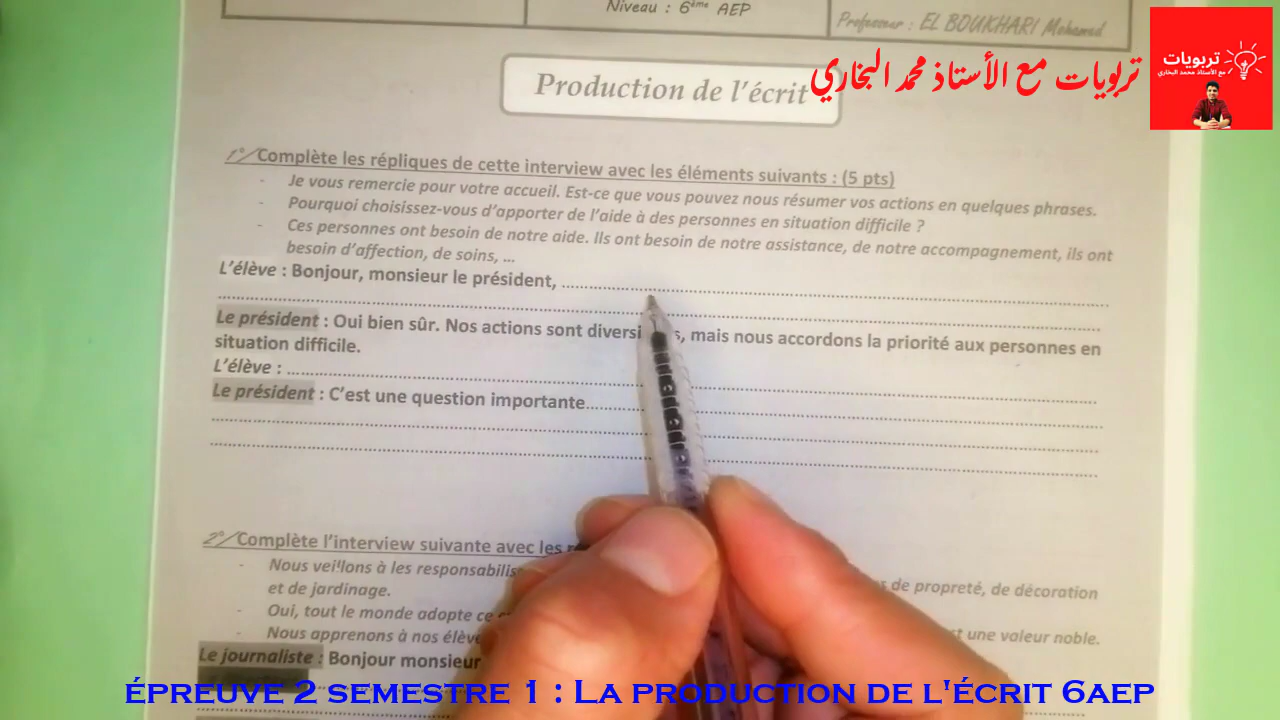 Niveau : 6ème AEP
Professeur : EL BOUKHARI Mohamed
تربويات
مع الأستاذ محمد البخاري
تربويات مع الأستاذ محمد البخاري
Production de l'écrit
1°/ Complète les répliques de cette interview avec les éléments suivants : (5 pts)
- Je vous remercie pour votre accueil. Est-ce que vous pouvez nous résumer vos actions en quelques phrases.
- Pourquoi choisissez-vous d'apporter de l'aide à des personnes en situation difficile ?
- Ces personnes ont besoin de notre aide. Ils ont besoin de notre assistance, de notre accompagnement, ils ont
besoin d'affection, de soins, ...
L'élève : Bonjour, monsieur le président, ........
Le président : Oui bien sûr. Nos actions sont diversi s, mais nous accordons la priorité aux personnes en
situation difficile.
L'élève : ........
Le président : C'est une question importante........
2°/ Complète l'interview suivante avec les
- Nous veillons à les responsabilis de propreté, de décoration
et de jardinage.
- Oui, tout le monde adopte ce
- Nous apprenons à nos élèv une valeur noble.
Le journaliste : Bonjour monsieur
épreuve 2 semestre 1 : La production de l'écrit 6aep